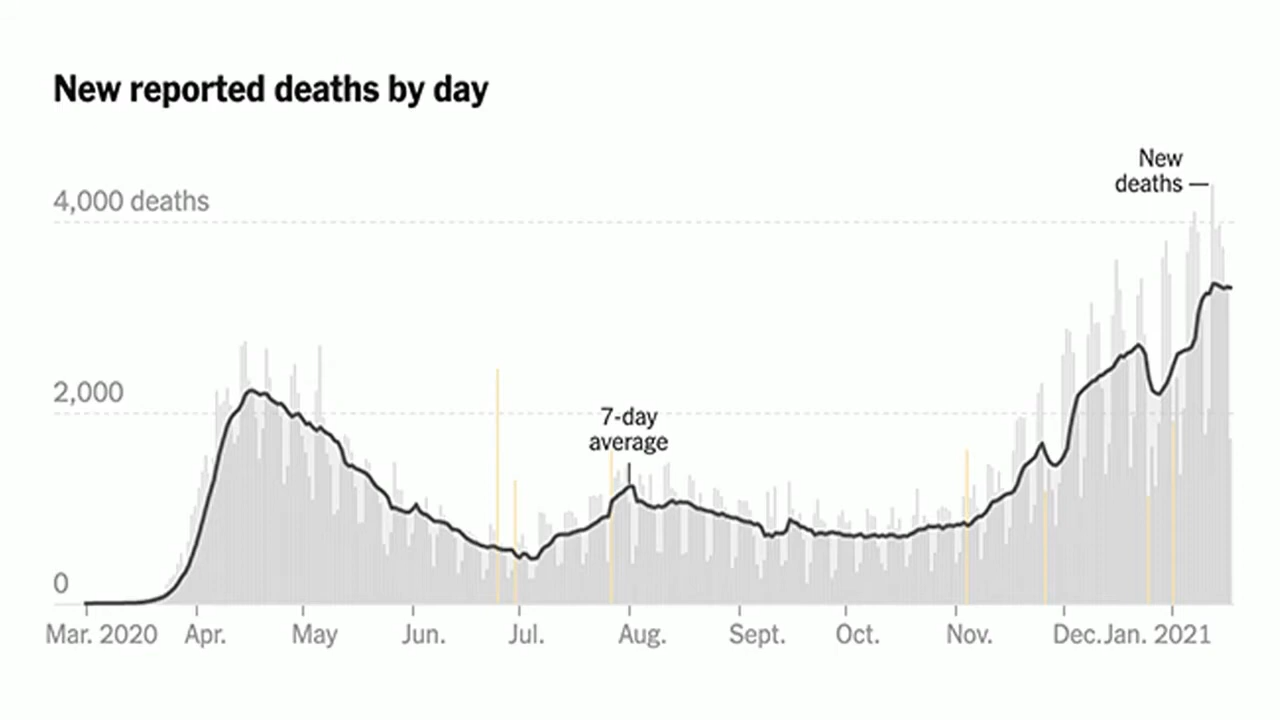 New reported deaths by day
New
deaths
4,000 deaths
2,000
7-day
average
0
Mar. 2020 Apr. May Jun. Jul. Aug. Sept. Oct. Nov. Dec. Jan. 2021